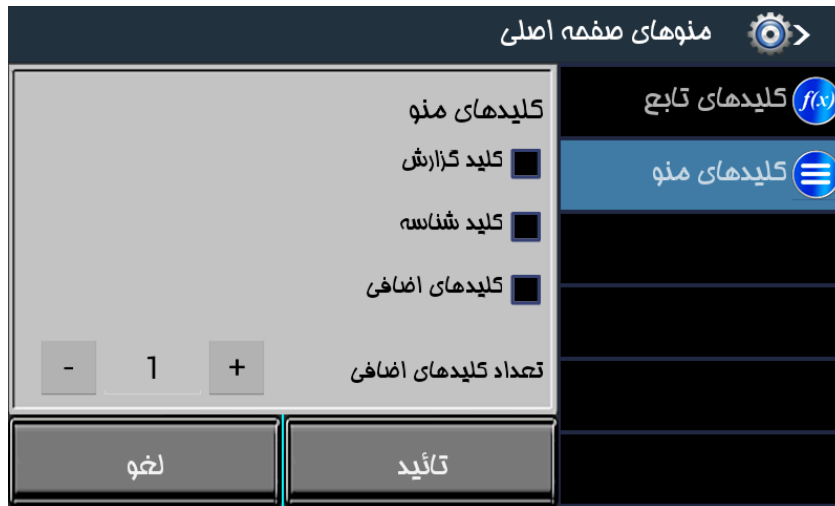 منوهای صفحه اصلی
<
f(x) کلیدهای تابع
کلیدهای منو
کلیدهای منو
کلید گزارش
کلید شناسه
کلیدهای اضافی
تعداد کلیدهای اضافی + 1 -
تائید
لغو